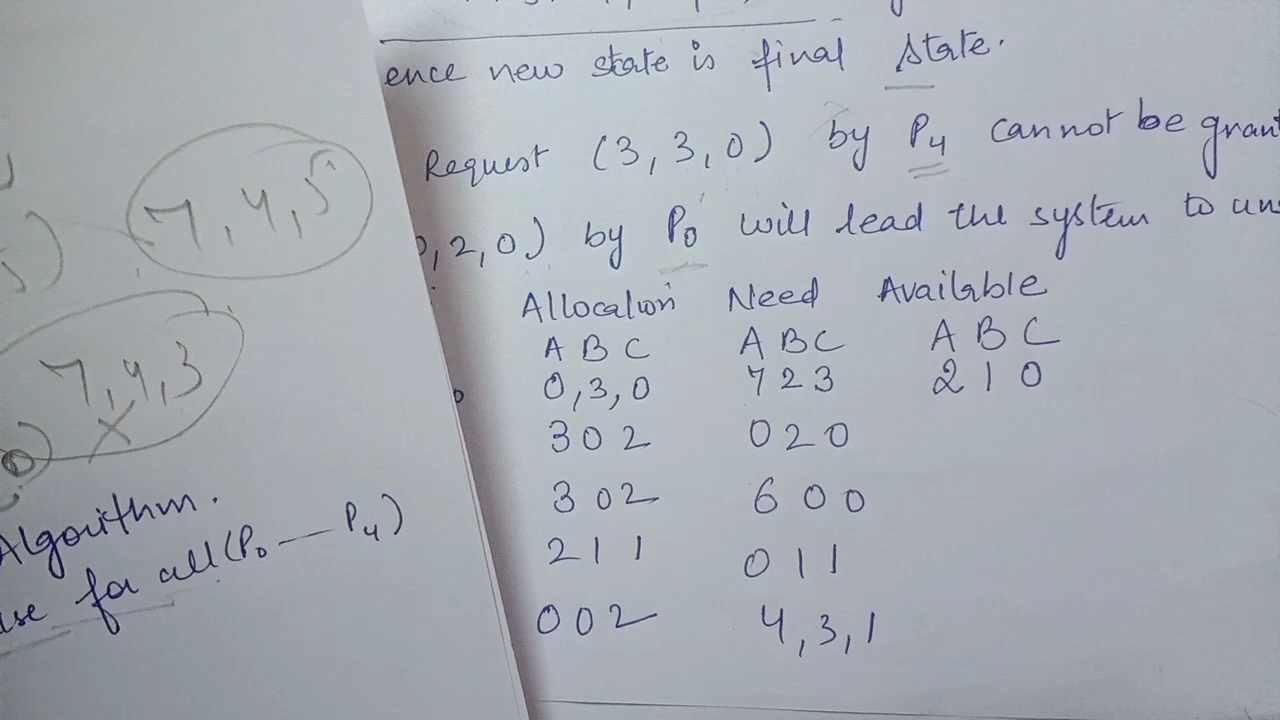 ence new state is final state.
Request (3,3,0) by P4 cannot be grant
,2,0) by P0 will lead the system to uns
Allocation Need Available
A B C A B C A B C
0,3,0 7 2 3 2 1 0
3 0 2 0 2 0
3 0 2 6 0 0
2 1 1 0 1 1
0 0 2 4,3,1
7,4,5
7,4,3
Algorithm.
use for all (P0 — P4)